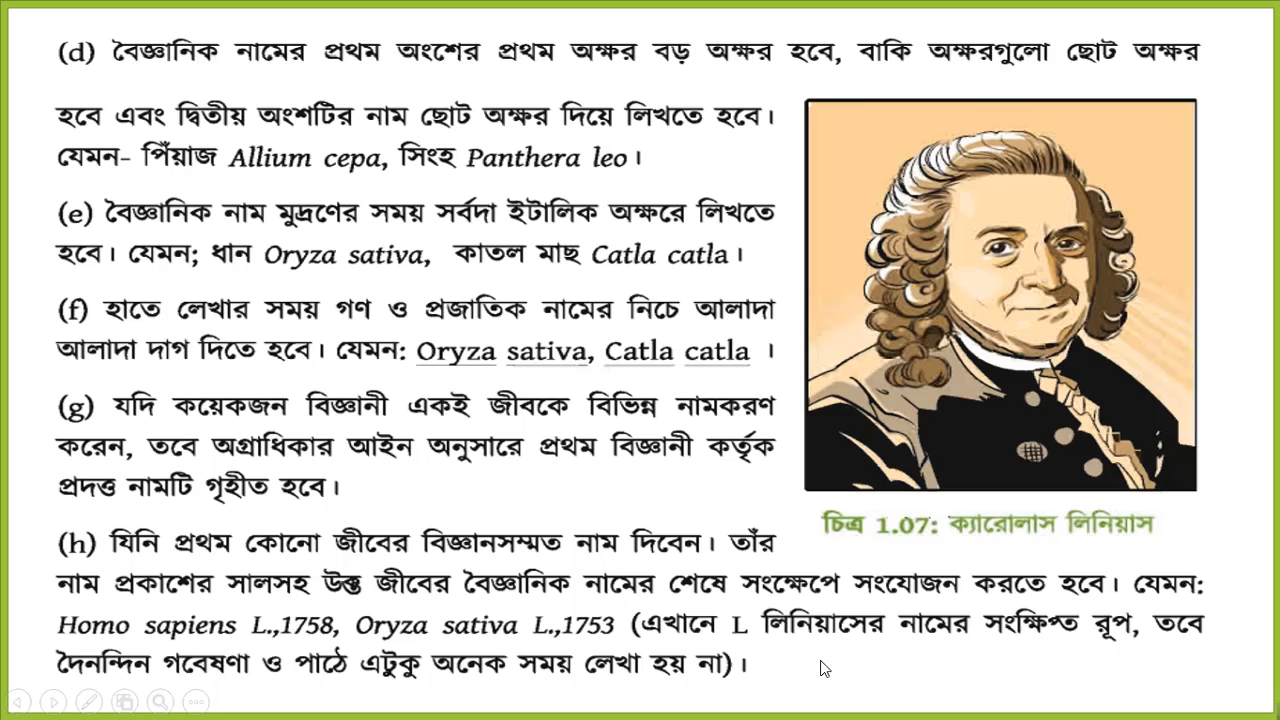 (d) বৈজ্ঞানিক নামের প্রথম অংশের প্রথম অক্ষর বড় অক্ষর হবে, বাকি অক্ষরগুলো ছোট অক্ষর
হবে এবং দ্বিতীয় অংশটির নাম ছোট অক্ষর দিয়ে লিখতে হবে।
যেমন- পিঁয়াজ Allium cepa, সিংহ Panthera leo।
(e) বৈজ্ঞানিক নাম মুদ্রণের সময় সর্বদা ইটালিক অক্ষরে লিখতে
হবে। যেমন; ধান Oryza sativa, কাতল মাছ Catla catla।
(f) হাতে লেখার সময় গণ ও প্রজাতিক নামের নিচে আলাদা
আলাদা দাগ দিতে হবে। যেমন: Oryza sativa, Catla catla ।
(g) যদি কয়েকজন বিজ্ঞানী একই জীবকে বিভিন্ন নামকরণ
করেন, তবে অগ্রাধিকার আইন অনুসারে প্রথম বিজ্ঞানী কর্তৃক
প্রদত্ত নামটি গৃহীত হবে।
চিত্র 1.07: ক্যারোলাস লিনিয়াস
(h) যিনি প্রথম কোনো জীবের বিজ্ঞানসম্মত নাম দিবেন। তাঁর
নাম প্রকাশের সালসহ উক্ত জীবের বৈজ্ঞানিক নামের শেষে সংক্ষেপে সংযোজন করতে হবে। যেমন:
Homo sapiens L.,1758, Oryza sativa L.,1753 (এখানে L লিনিয়াসের নামের সংক্ষিপ্ত রূপ, তবে
দৈনন্দিন গবেষণা ও পাঠে এটুকু অনেক সময় লেখা হয় না)।